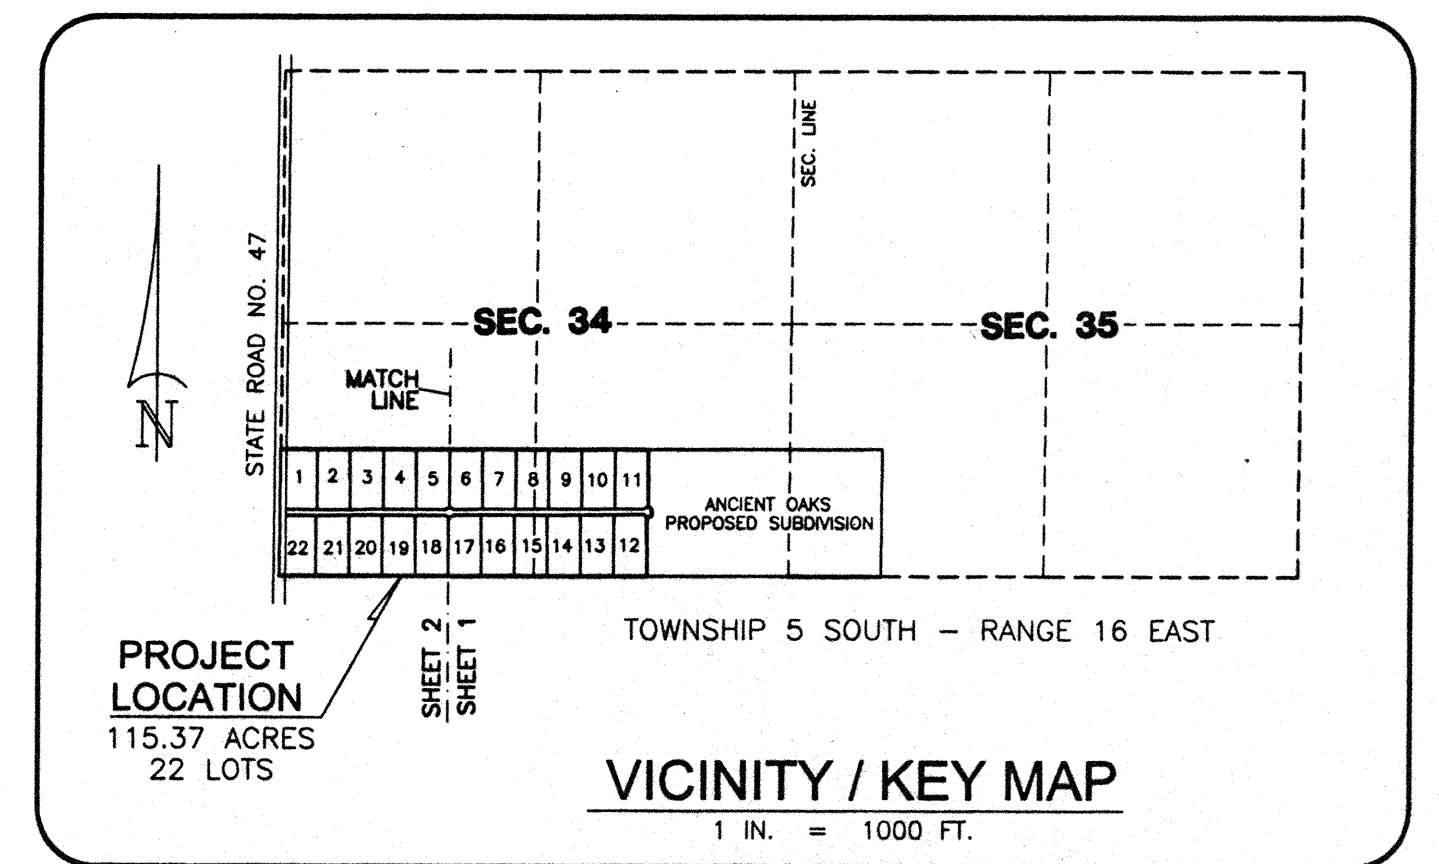 SEC. LINE
STATE ROAD NO. 47
SEC. 34
SEC. 35
MATCH
LINE
N
1 2 3 4 5 6 7 8 9 10 11
ANCIENT OAKS
PROPOSED SUBDIVISION
22 21 20 19 18 17 16 15 14 13 12
TOWNSHIP 5 SOUTH – RANGE 16 EAST
SHEET 2
SHEET 1
PROJECT
LOCATION
115.37 ACRES
22 LOTS
VICINITY / KEY MAP
1 IN. = 1000 FT.